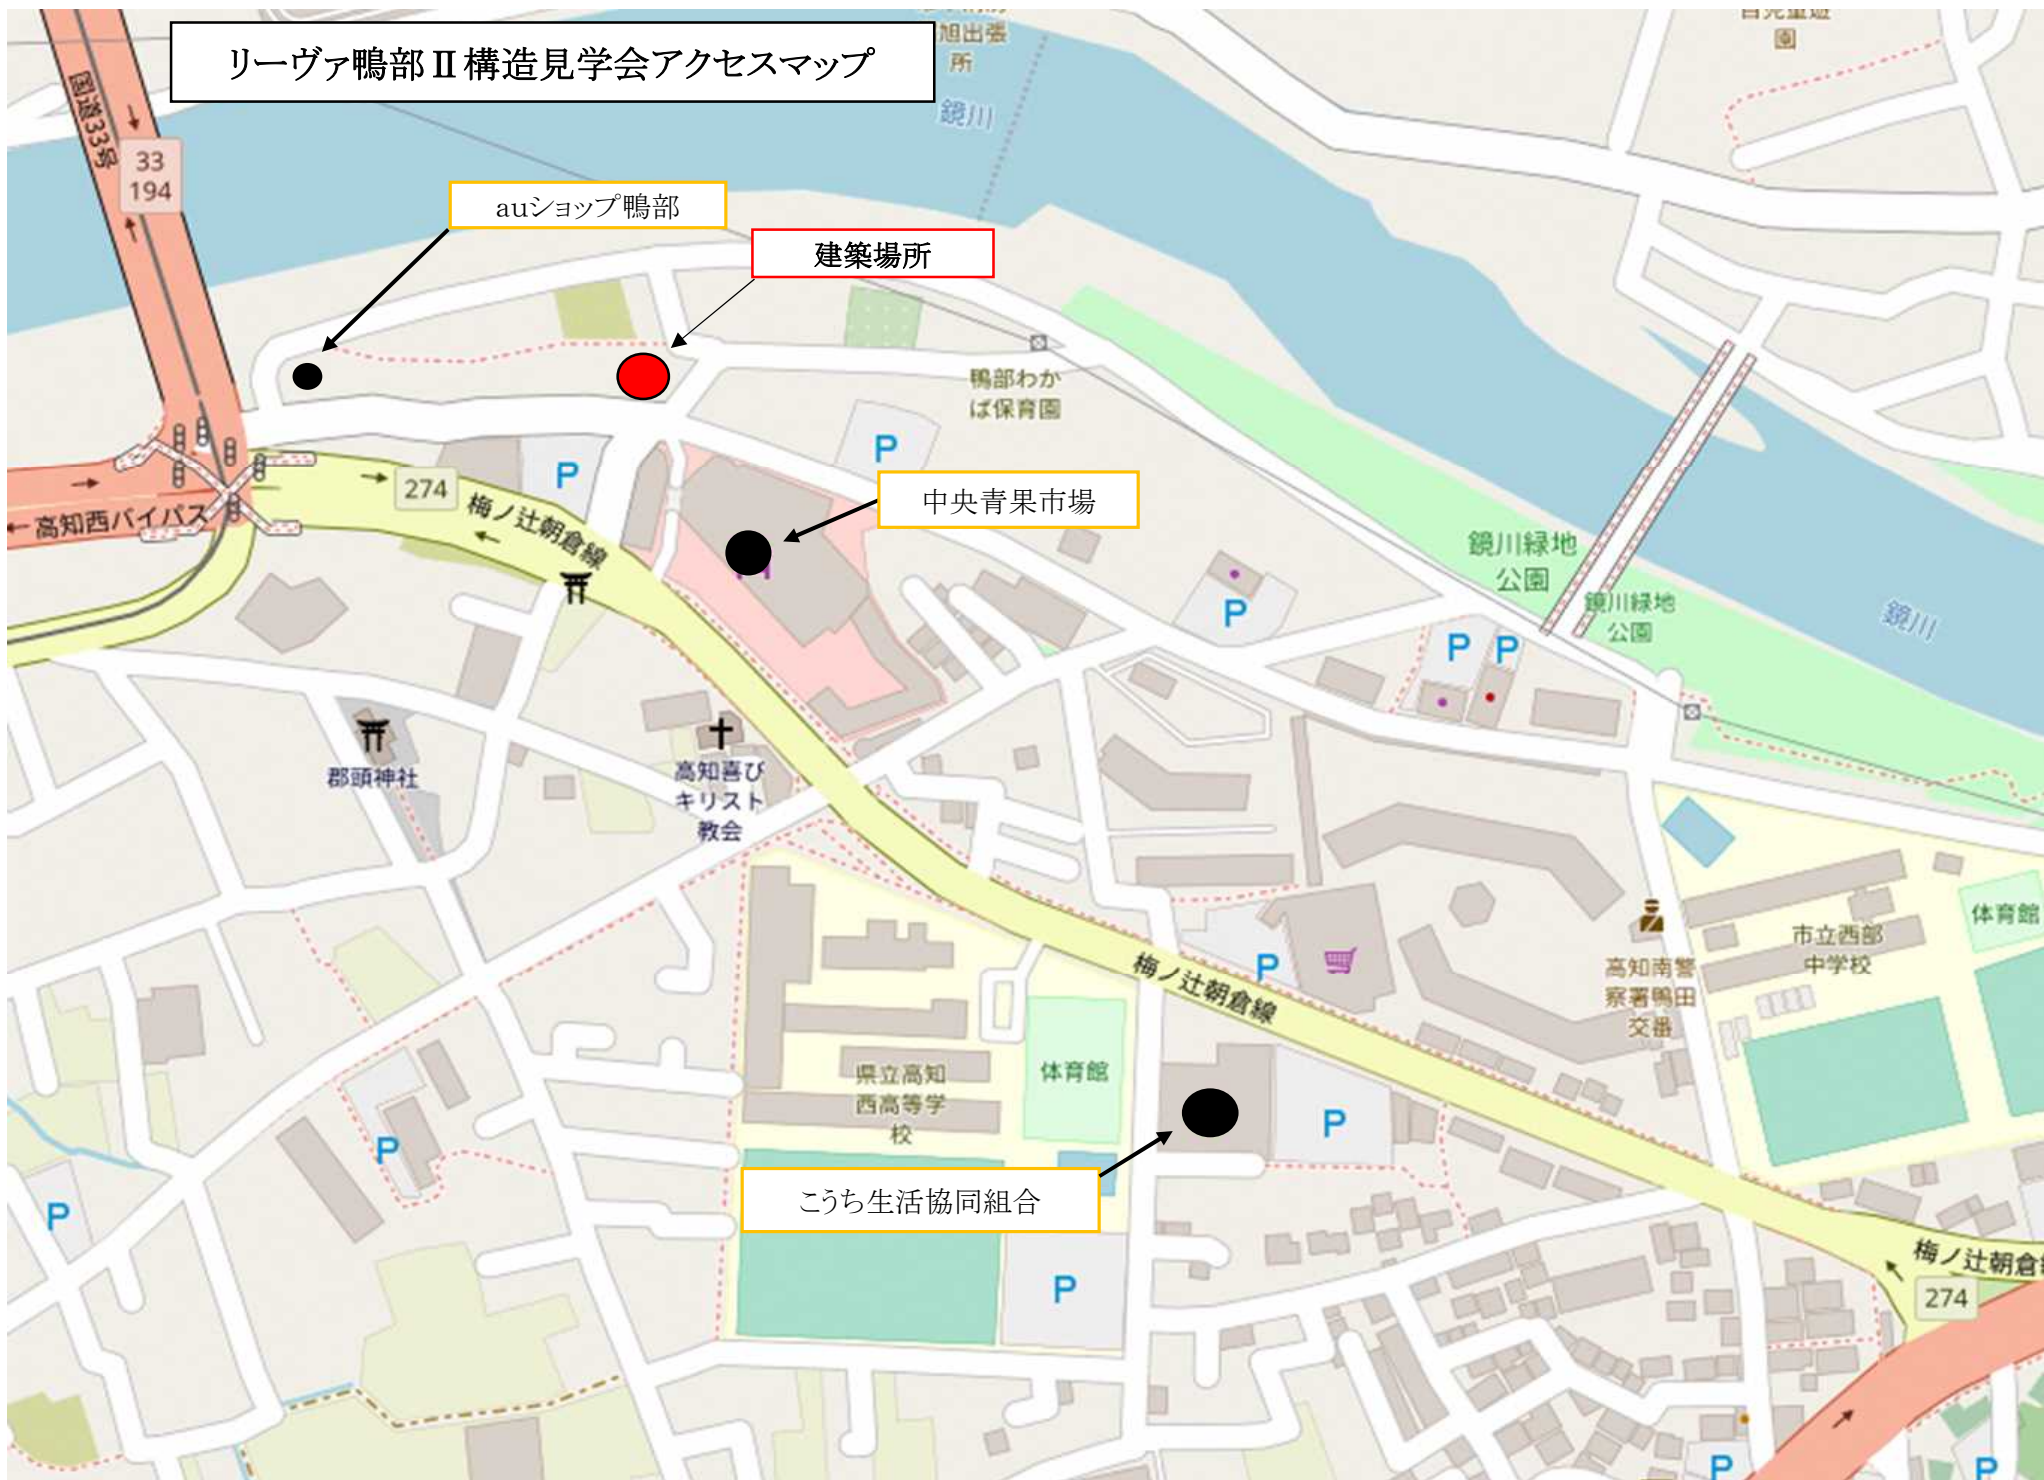 リーヴァ鴨部Ⅱ構造見学会アクセスマップ
旭出張
所
園
国道33号
33
194
鏡川
auショップ鴨部
建築場所
鴨部わか
ば保育園
P
P
274
梅ノ辻朝倉線
高知西バイパス
中央青果市場
鏡川緑地
公園
鏡川緑地
公園
鏡川
P
P
P
郡頭神社
高知喜び
キリスト
教会
体育館
市立西部
中学校
高知南警
察署鴨田
交番
P
梅ノ辻朝倉線
県立高知
西高等学
校
体育館
P
P
こうち生活協同組合
P
P
梅ノ辻朝倉
274
P
P